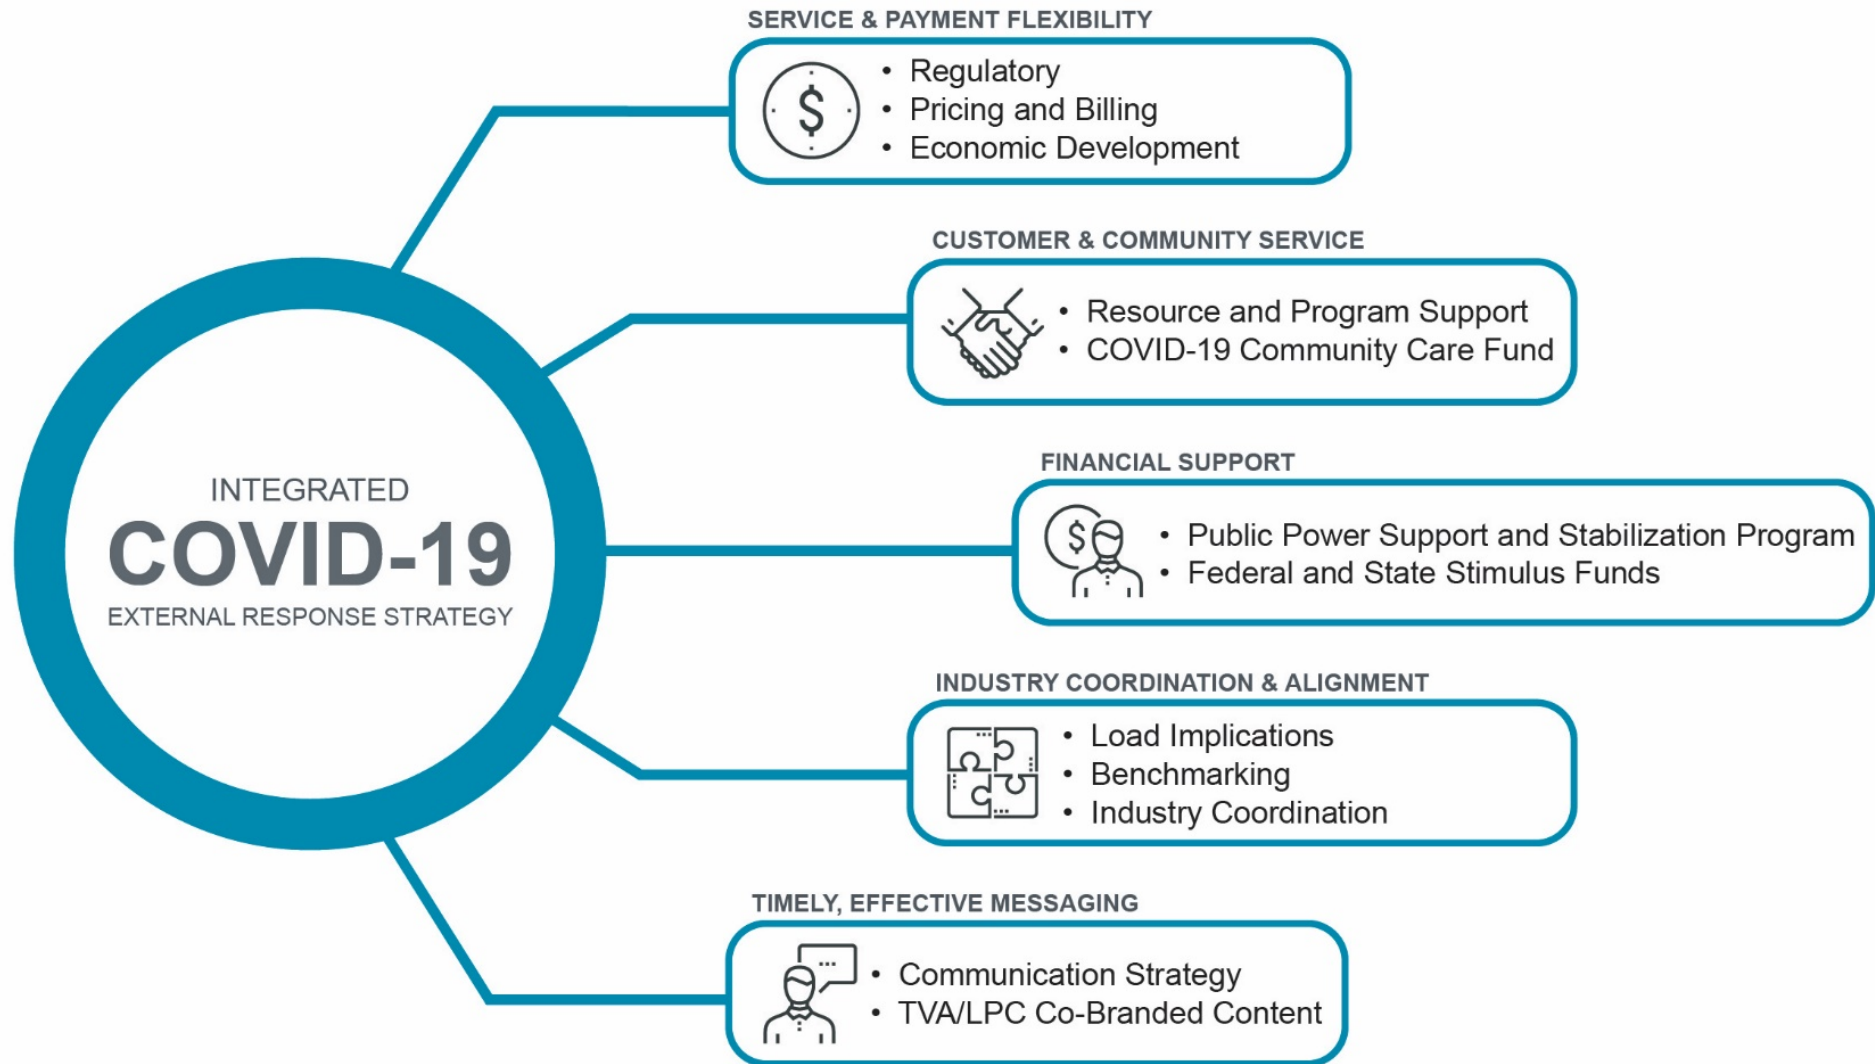 SERVICE & PAYMENT FLEXIBILITY
$
• Regulatory
• Pricing and Billing
• Economic Development
CUSTOMER & COMMUNITY SERVICE
• Resource and Program Support
• COVID-19 Community Care Fund
FINANCIAL SUPPORT
$
• Public Power Support and Stabilization Program
• Federal and State Stimulus Funds
INTEGRATED
COVID-19
EXTERNAL RESPONSE STRATEGY
INDUSTRY COORDINATION & ALIGNMENT
• Load Implications
• Benchmarking
• Industry Coordination
TIMELY, EFFECTIVE MESSAGING
• Communication Strategy
• TVA/LPC Co-Branded Content